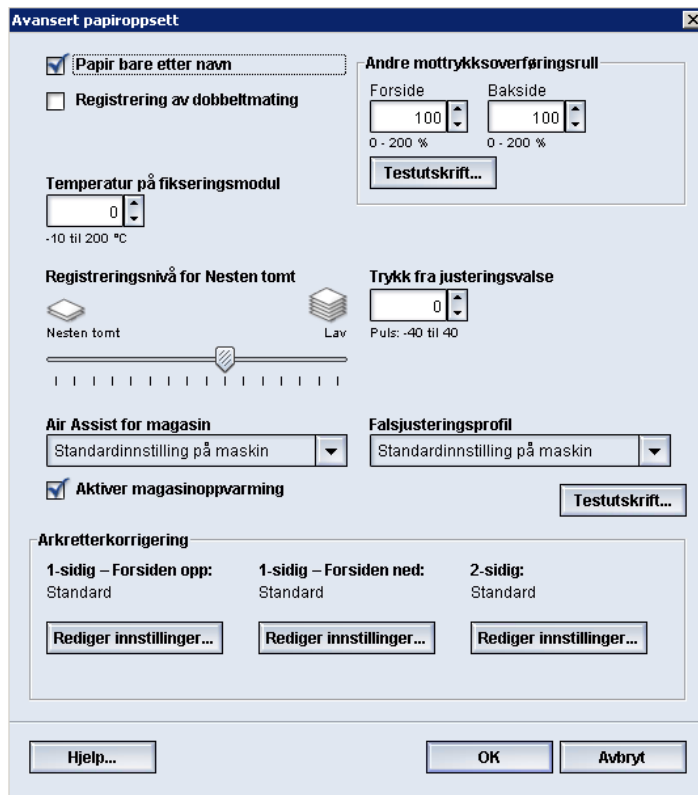 Avansert papiroppsett
Papir bare etter navn
Registrering av dobbeltmating
Andre mottrykksoverføringsrull
Forside Bakside
100 100
0 - 200 % 0 - 200 %
Testutskrift...
Temperatur på fikseringsmodul
0
-10 til 200 °C
Registreringsnivå for Nesten tomt
Nesten tomt Lav
Trykk fra justeringsvalse
0
Puls: -40 til 40
Air Assist for magasin
Standardinnstilling på maskin
Falsjusteringsprofil
Standardinnstilling på maskin
Aktiver magasinoppvarming
Testutskrift...
Arkretterkorrigering
1-sidig – Forsiden opp: 1-sidig – Forsiden ned: 2-sidig:
Standard Standard Standard
Rediger innstillinger... Rediger innstillinger... Rediger innstillinger...
Hjelp... OK Avbryt